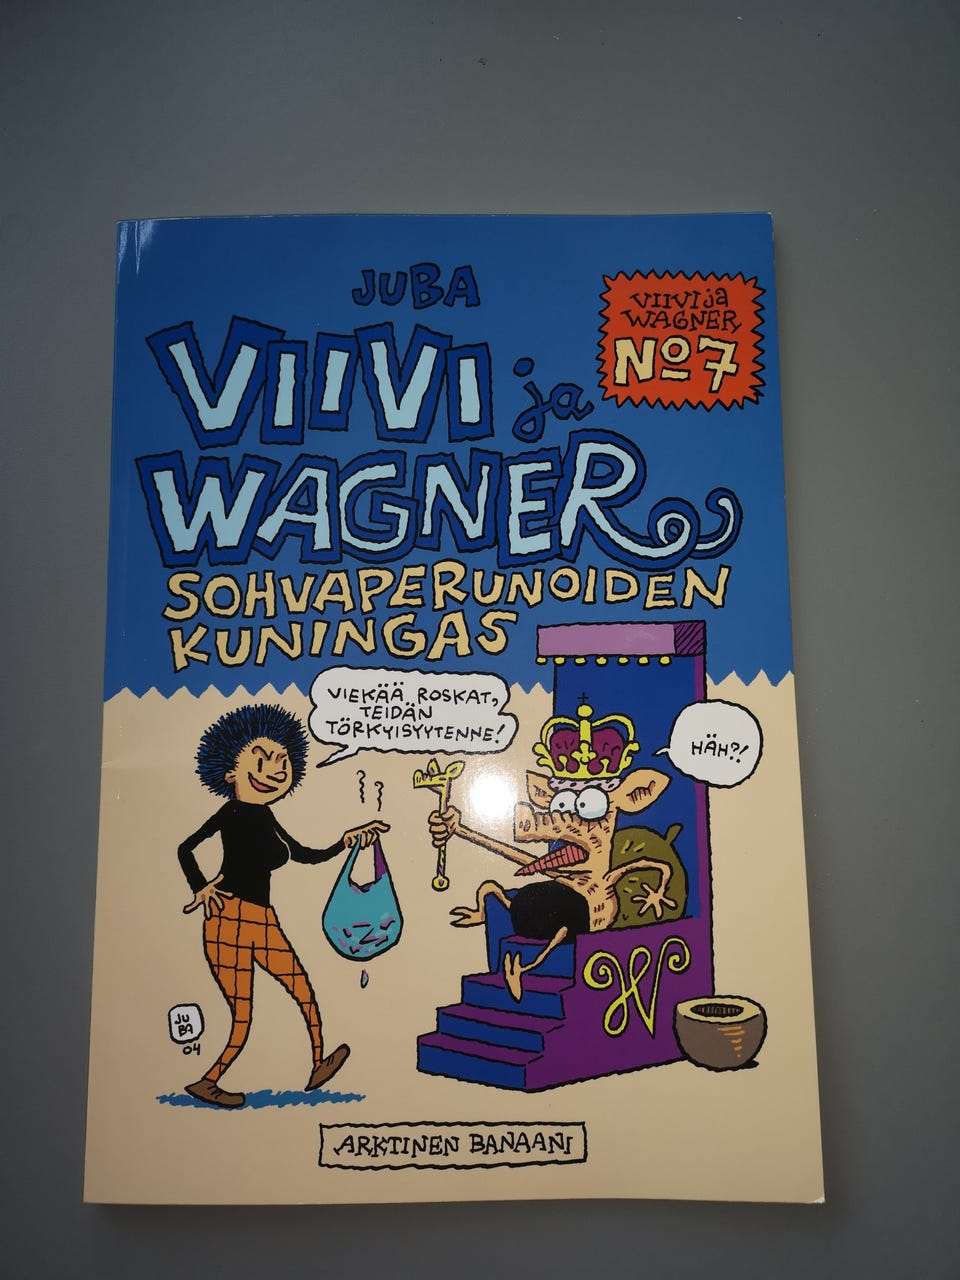 JUBA
VIIVI ja
WAGNER
VIIVI ja
WAGNER
Nº 7
SOHVAPERUNOIDEN
KUNINGAS
VIEKÄÄ ROSKAT,
TEIDÄN
TÖRKYISYYTENNE!
HÄH?!
W
JU
BA
04
ARKTINEN BANAANI